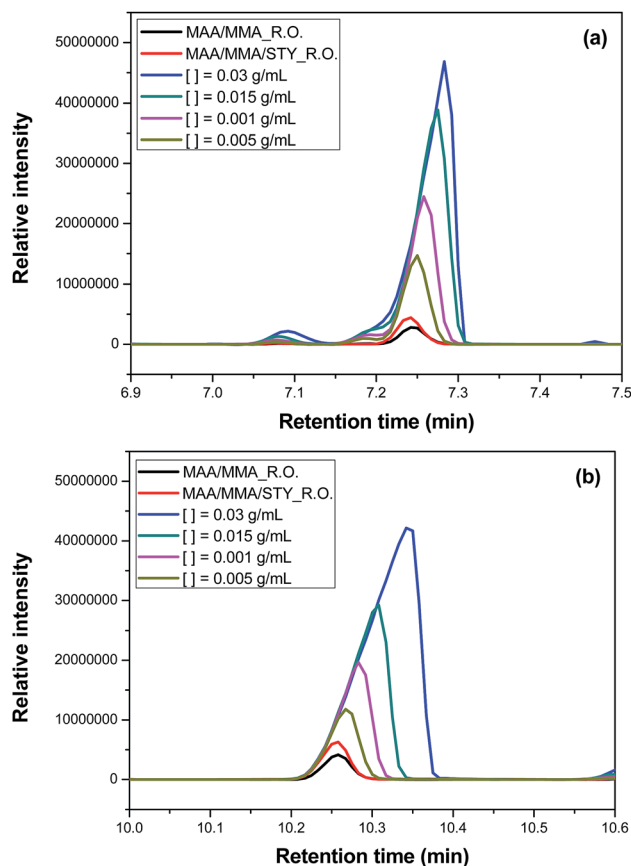 (a)
MAA/MMA_R.O.
MAA/MMA/STY_R.O.
[ ] = 0.03 g/mL
[ ] = 0.015 g/mL
[ ] = 0.001 g/mL
[ ] = 0.005 g/mL
Relative intensity
50000000
40000000
30000000
20000000
10000000
0
6.9 7.0 7.1 7.2 7.3 7.4 7.5
Retention time (min)
(b)
MAA/MMA_R.O.
MAA/MMA/STY_R.O.
[ ] = 0.03 g/mL
[ ] = 0.015 g/mL
[ ] = 0.001 g/mL
[ ] = 0.005 g/mL
Relative intensity
50000000
40000000
30000000
20000000
10000000
0
10.0 10.1 10.2 10.3 10.4 10.5 10.6
Retention time (min)